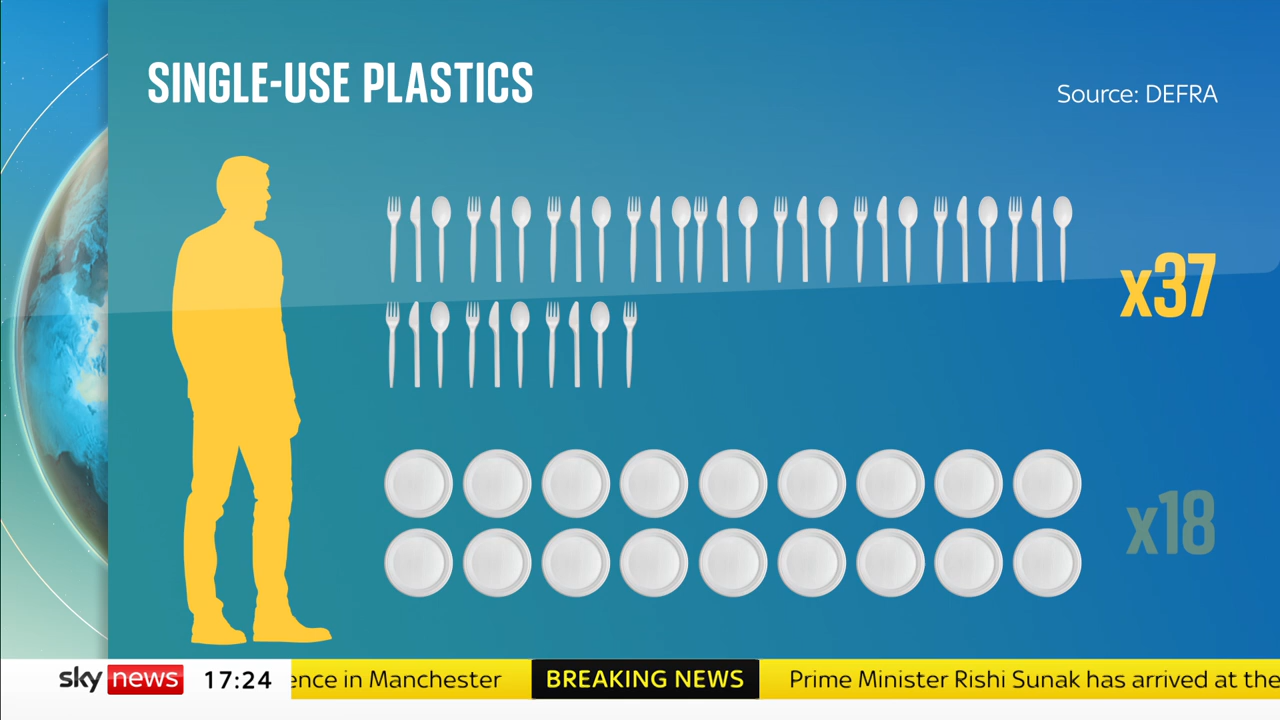 SINGLE-USE PLASTICS
Source: DEFRA
x37
x18
sky news 17:24 ence in Manchester BREAKING NEWS Prime Minister Rishi Sunak has arrived at the